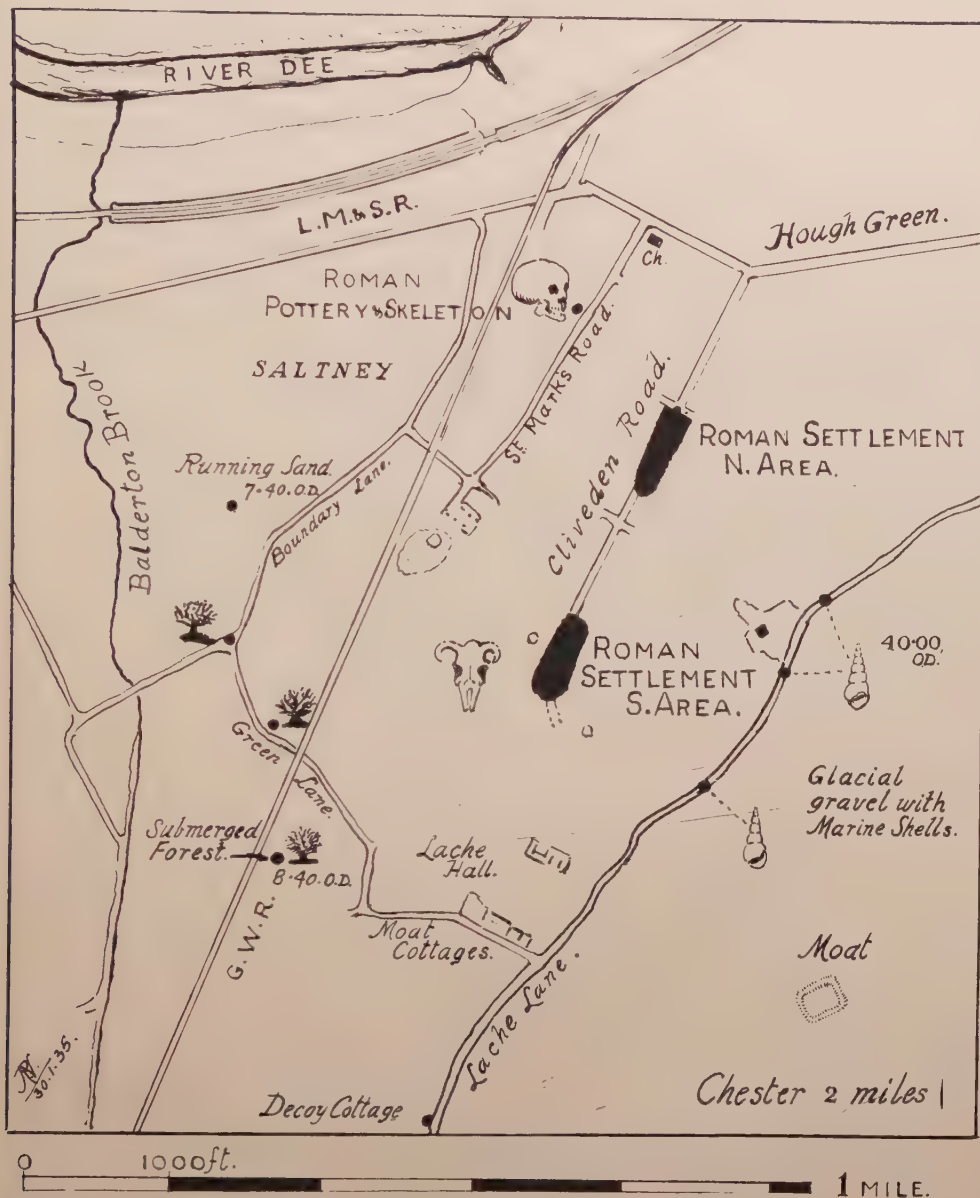 RIVER DEE
L.M.&S.R.
Hough Green.
Ch.
ROMAN
POTTERY & SKELETON
SALTNEY
St. Mark's Road.
Cliveden Road.
Balderton Brook
ROMAN SETTLEMENT
N. AREA.
Running Sand.
7·40.O.D.
Boundary Lane.
ROMAN
SETTLEMENT
S. AREA.
40·00.
O.D.
Green Lane.
Glacial
gravel with
Marine Shells.
Submerged
Forest.
8·40.O.D.
Lache
Hall.
G.W.R.
Moat
Cottages.
Moat
Lache Lane.
30.1.35.
Decoy Cottage
Chester 2 miles
0 1000ft. 1 MILE.